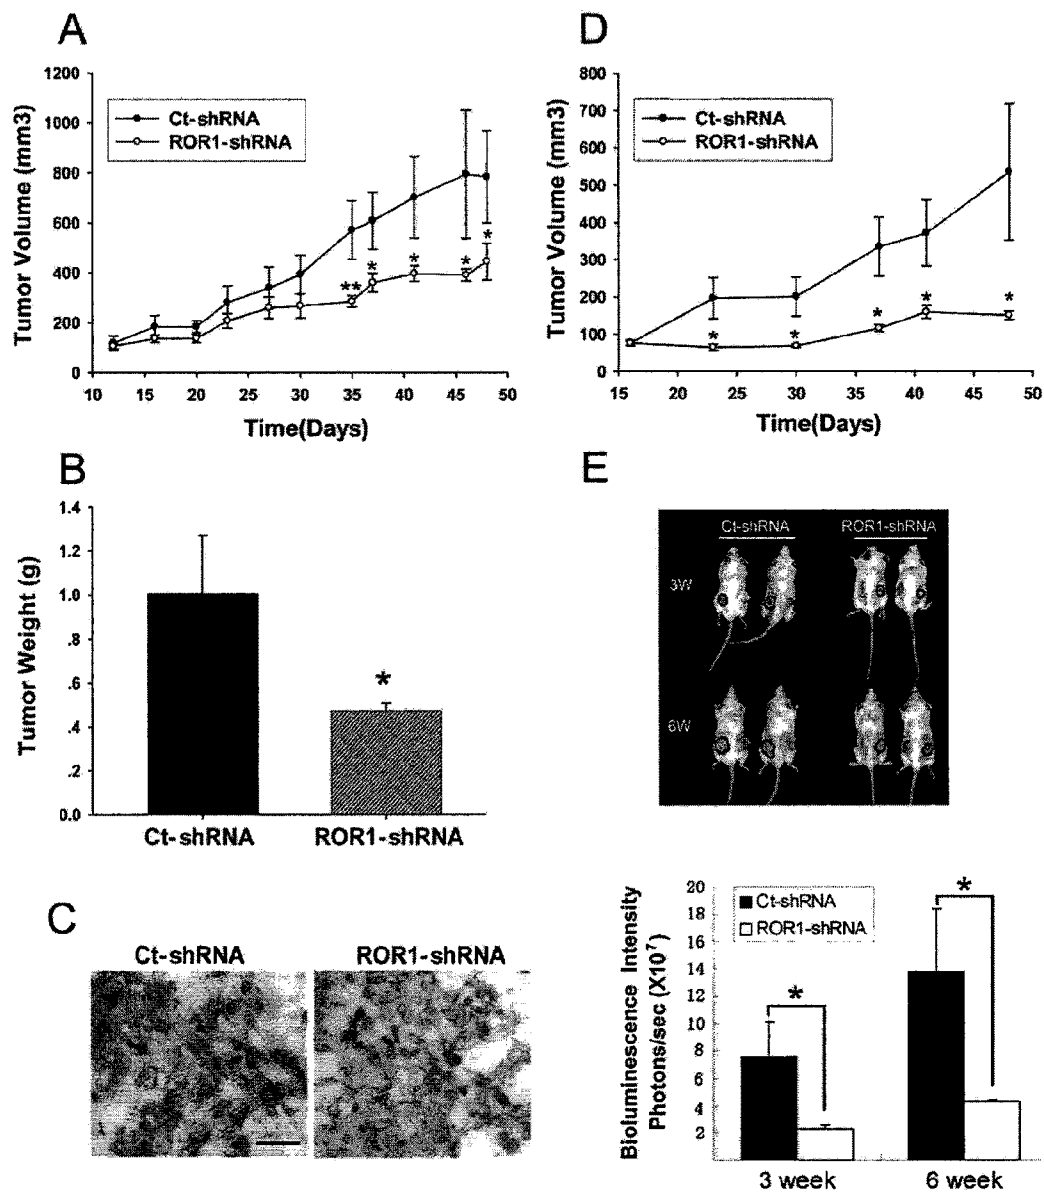 A
1200
1000
800
600
400
200
0
Tumor Volume (mm3)
Ct-shRNA
ROR1-shRNA
** * * * *
10 15 20 25 30 35 40 45 50
Time(Days)
D
800
700
600
500
400
300
200
100
0
Tumor Volume (mm3)
Ct-shRNA
ROR1-shRNA
* * * * *
15 20 25 30 35 40 45 50
Time(Days)
B
1.4
1.2
1.0
.8
.6
.4
.2
0.0
Tumor Weight (g)
*
Ct-shRNA ROR1-shRNA
E
Ct-shRNA ROR1-shRNA
3W
6W
C
Ct-shRNA ROR1-shRNA
20
18
16
14
12
10
8
6
4
2
Bioluminescence Intensity
Photons/sec (X10⁷)
Ct-shRNA
ROR1-shRNA
* *
3 week 6 week